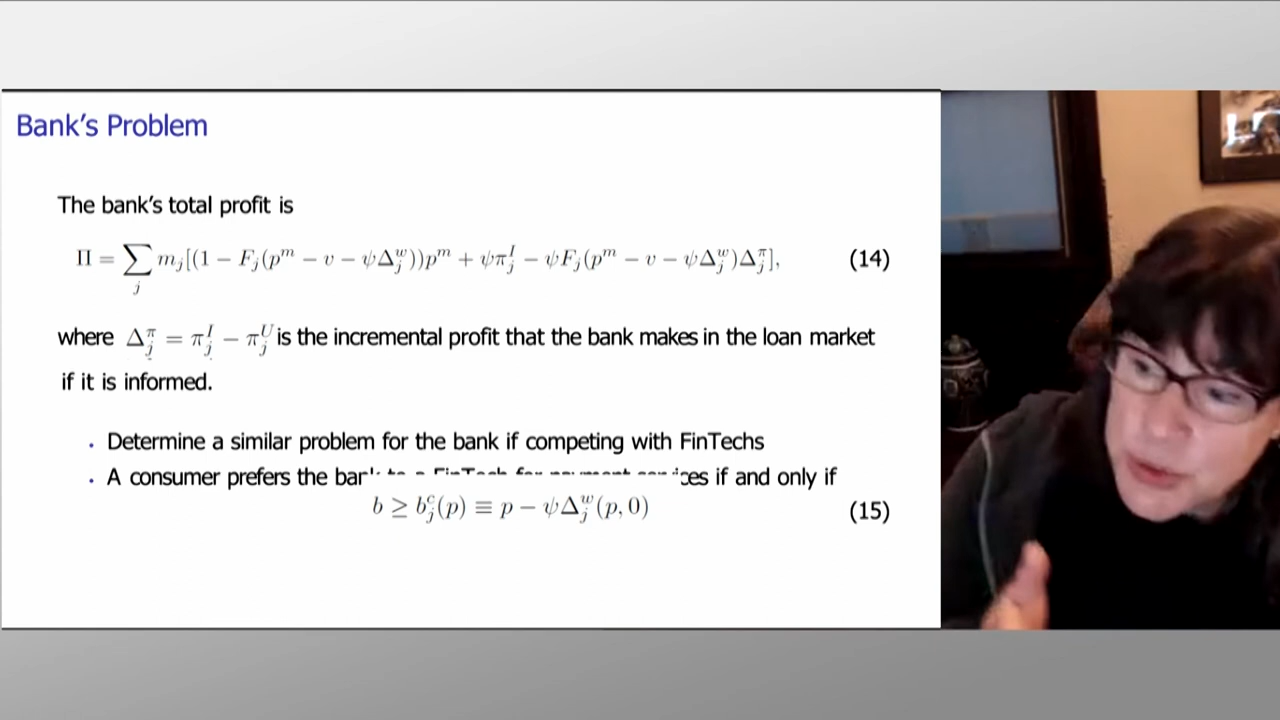 Bank's Problem
The bank's total profit is
Π = ∑_j m_j[(1 − F_j(p^m − v − ψΔ_j^w))p^m + ψπ_j^I − ψF_j(p^m − v − ψΔ_j^w)Δ_j^π], (14)
where Δ_j^π = π_j^I − π_j^U is the incremental profit that the bank makes in the loan market
if it is informed.
. Determine a similar problem for the bank if competing with FinTechs
. A consumer prefers the if and only if
b ≥ b_j^c(p) ≡ p − ψΔ_j^w(p, 0) (15)